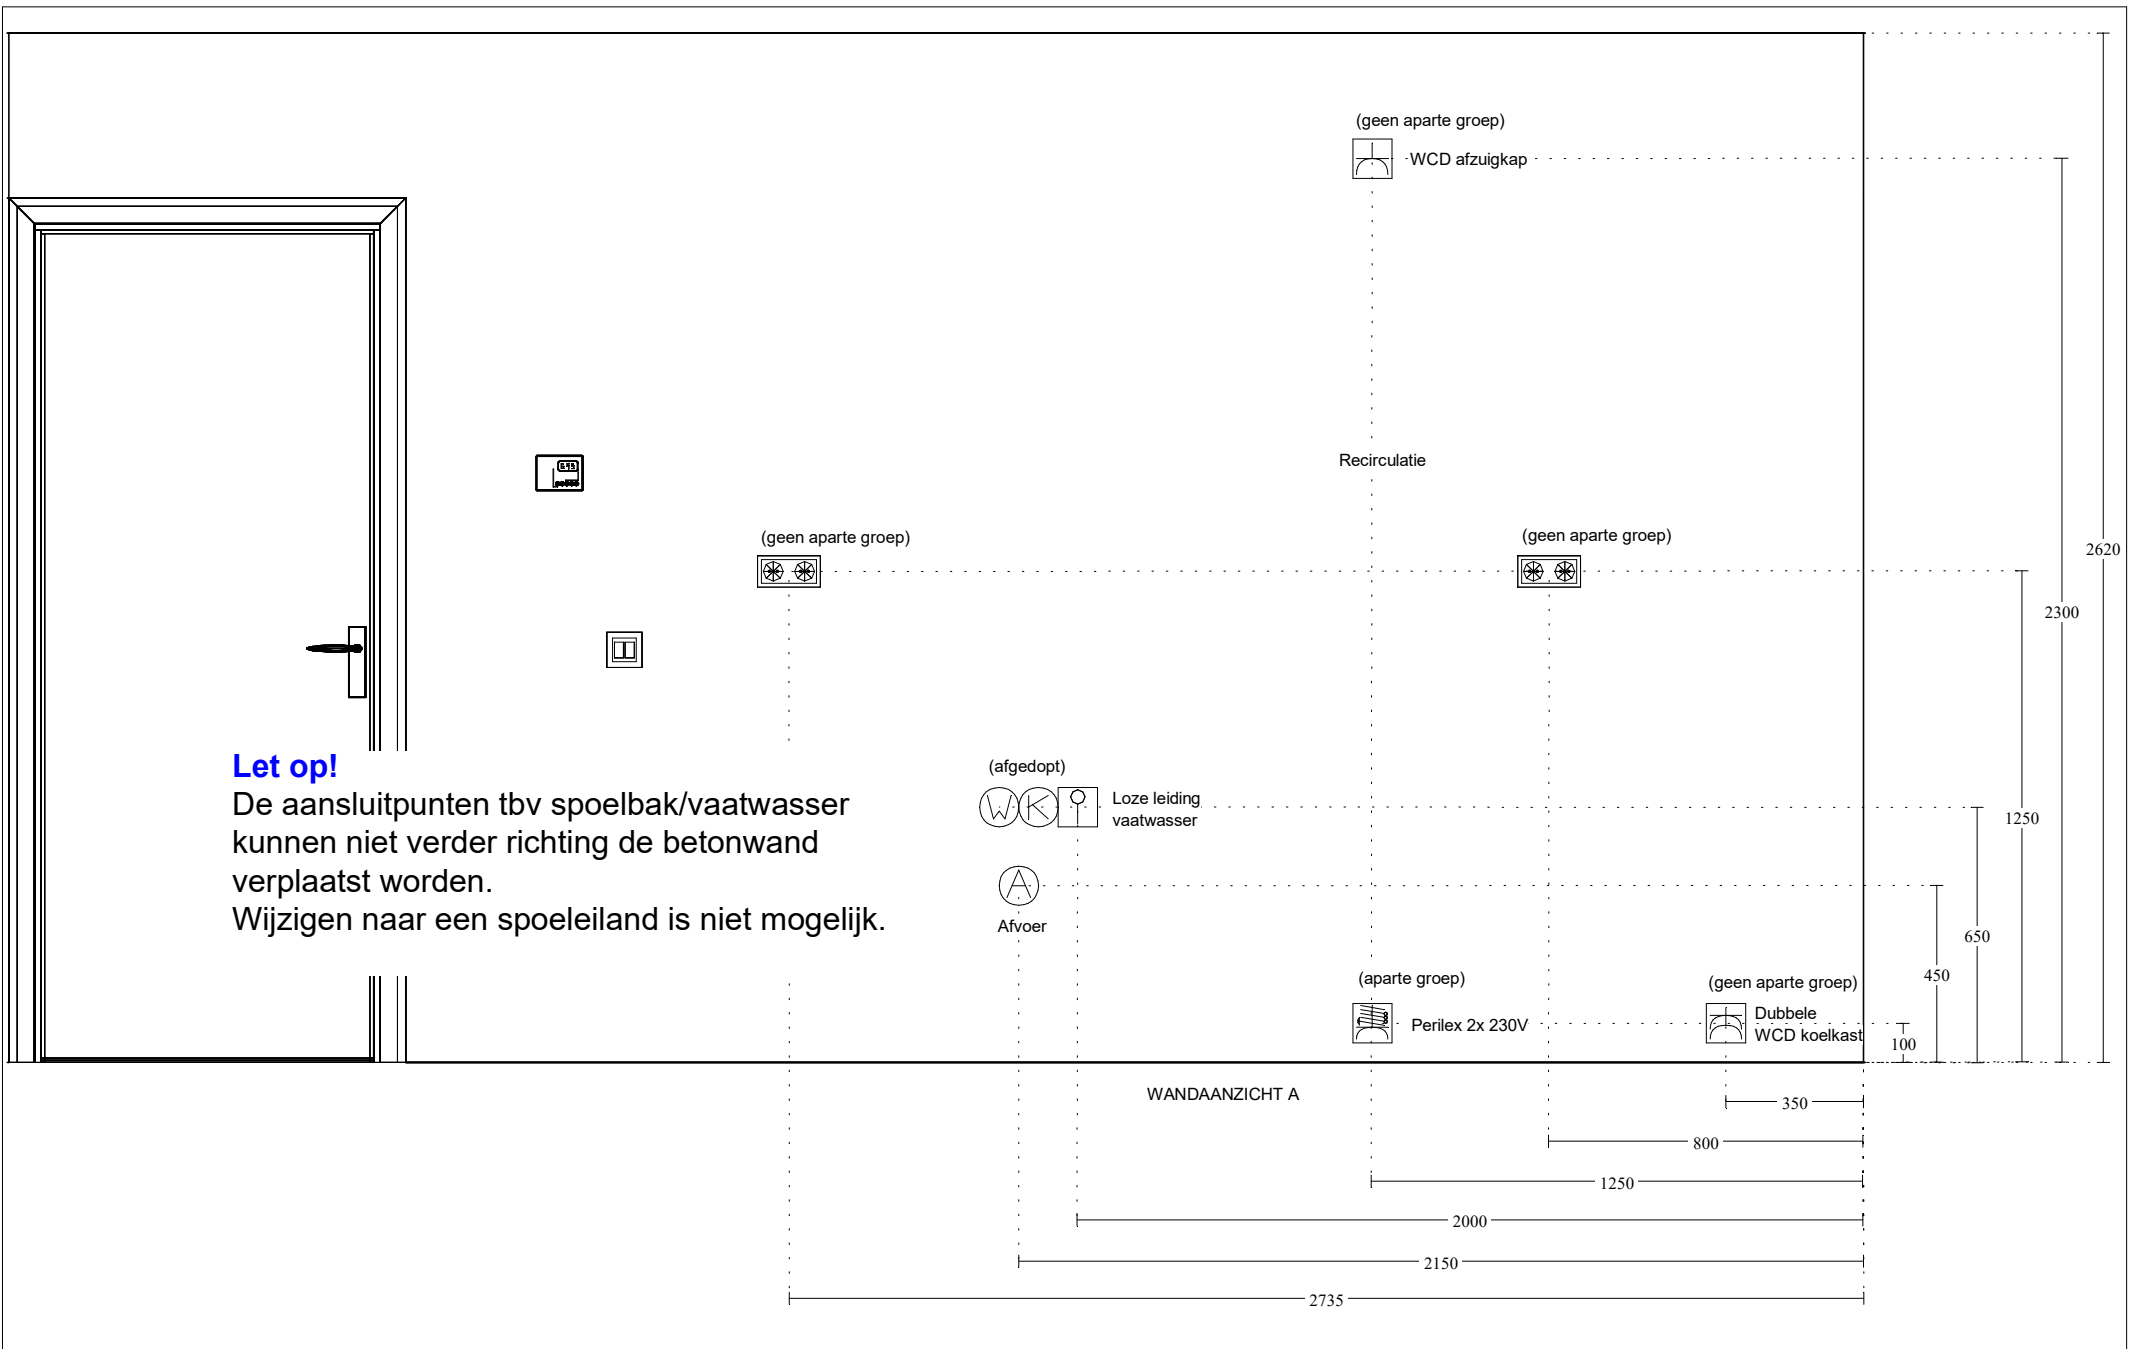 (geen aparte groep)
WCD afzuigkap
Recirculatie
(geen aparte groep)
(geen aparte groep)
2620
2300
Let op!
De aansluitpunten tbv spoelbak/vaatwasser
kunnen niet verder richting de betonwand
verplaatst worden.
Wijzigen naar een spoeleiland is niet mogelijk.
(afgedopt)
W
K
Loze leiding
vaatwasser
1250
A
Afvoer
650
450
(aparte groep)
Perilex 2x 230V
(geen aparte groep)
Dubbele
WCD koelkast
100
WANDAANZICHT A
350
800
1250
2000
2150
2735